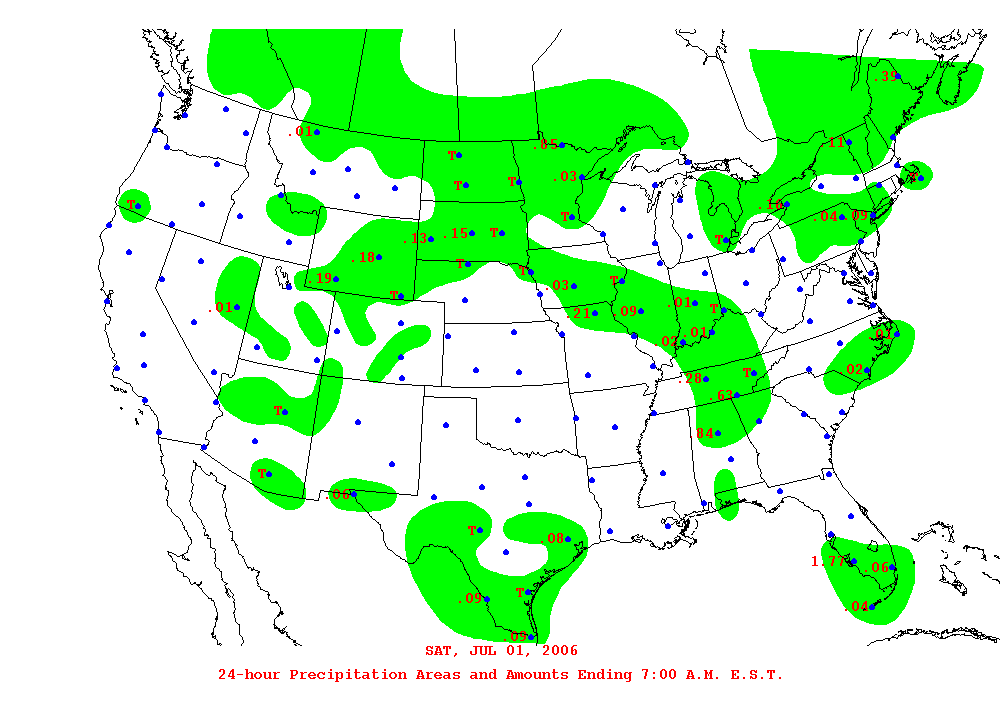 .39
.01
.85
.11
T
.03
T
T
T
T
.16
T
.04
.09
.13
.15
T
T
.18
T
T
.19
T
.03
T
.01
T
.01
.21
.09
.01
.01
.02
.28
T
.02
.63
T
.84
T
.06
T
.08
1.77
.06
T
.09
.04
.09
SAT, JUL 01, 2006
24-hour Precipitation Areas and Amounts Ending 7:00 A.M. E.S.T.